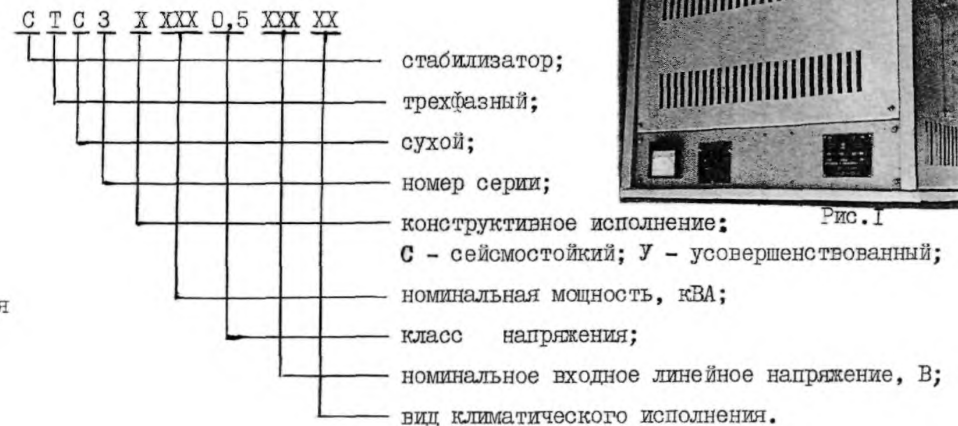 С Т С 3 Х ХХХ 0,5 ХХХ ХХ
стабилизатор;
трехфазный;
сухой;
номер серии;
конструктивное исполнение;
Рис.I
С - сейсмостойкий; У - усовершенствованный;
номинальная мощность, кВА;
я
класс напряжения;
номинальное входное линейное напряжение, В;
вид климатического исполнения.